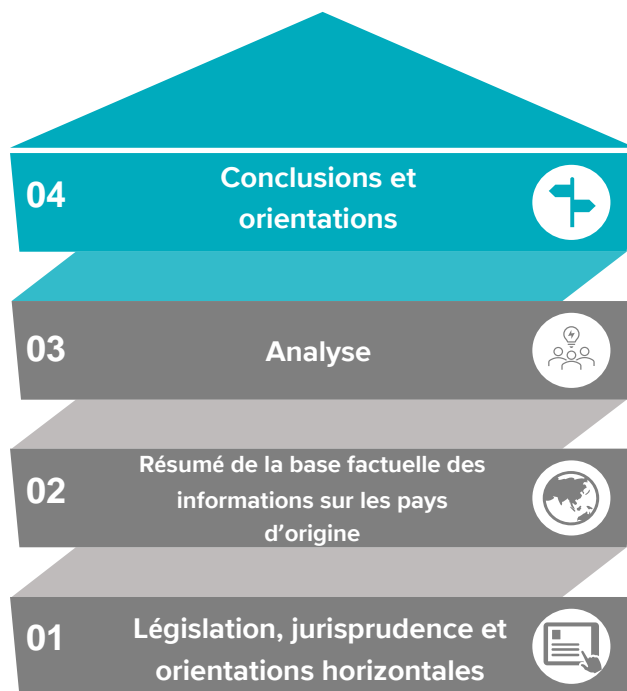 04
Conclusions et
orientations
03
Analyse
02
Résumé de la base factuelle des
informations sur les pays
d’origine
01
Législation, jurisprudence et
orientations horizontales